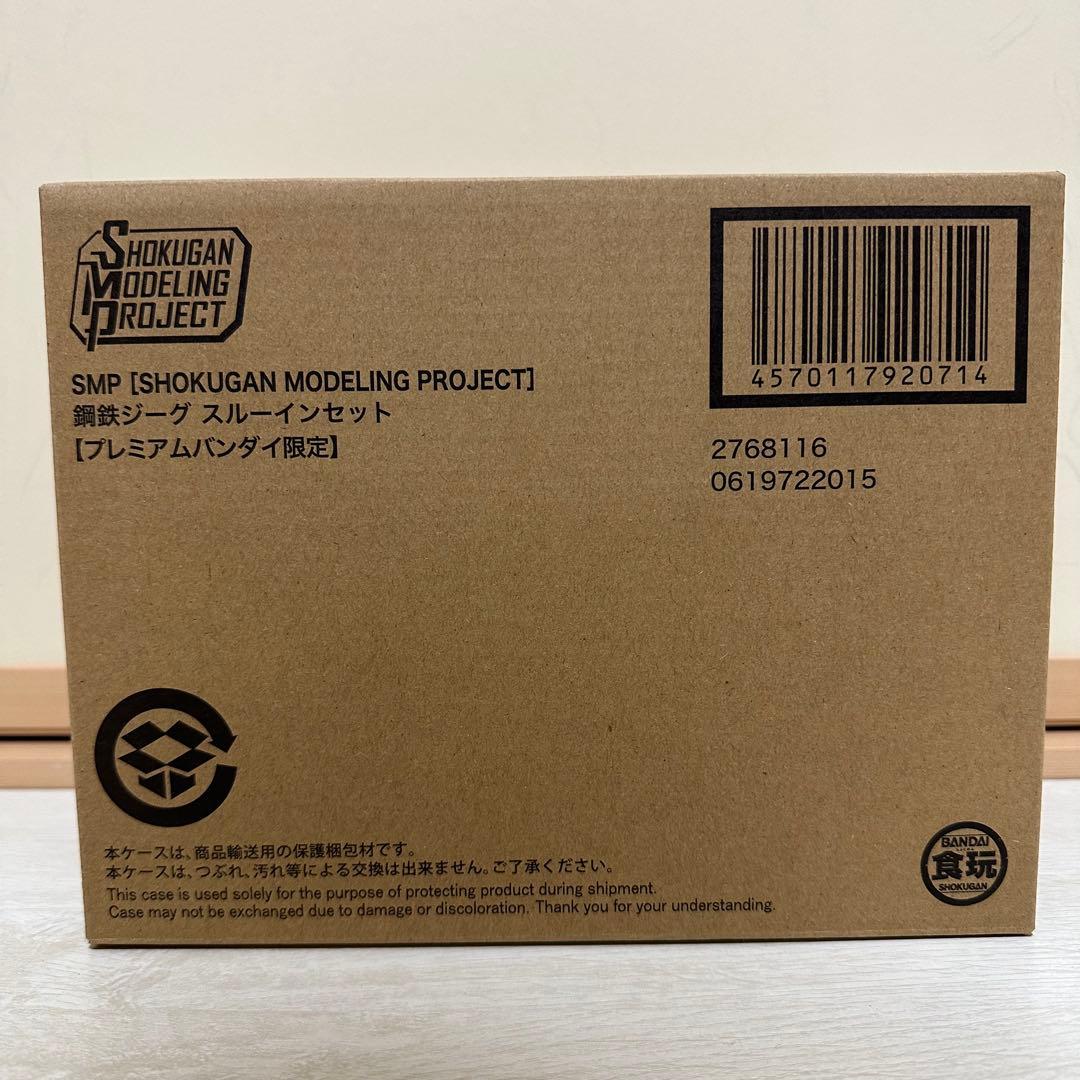 SHOKUGAN
MODELING
PROJECT
SMP [SHOKUGAN MODELING PROJECT]
鋼鉄ジーグ スルーインセット
【プレミアムバンダイ限定】
4570117920714
2768116
0619722015
本ケースは、商品輸送用の保護梱包材です。
本ケースは、つぶれ、汚れ等による交換は出来ません。ご了承ください。
This case is used solely for the purpose of protecting product during shipment.
Case may not be exchanged due to damage or discoloration. Thank you for your understanding.
BANDAI
食玩
SHOKUGAN